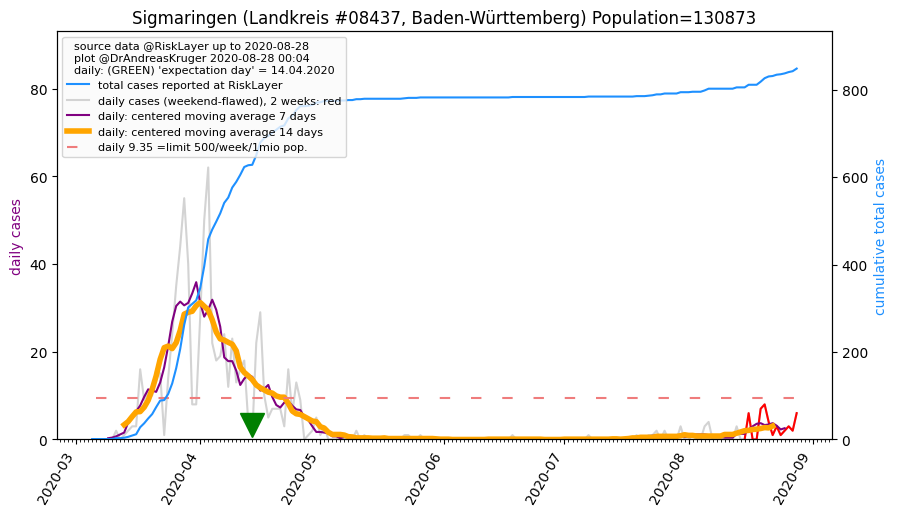 Sigmaringen (Landkreis #08437, Baden-Württemberg) Population=130873
source data @RiskLayer up to 2020-08-28
plot @DrAndreasKruger 2020-08-28 00:04
daily: (GREEN) 'expectation day' = 14.04.2020
total cases reported at RiskLayer
daily cases (weekend-flawed), 2 weeks: red
daily: centered moving average 7 days
daily: centered moving average 14 days
daily 9.35 =limit 500/week/1mio pop.
daily cases
80
60
40
20
0
cumulative total cases
800
600
400
200
0
2020-03
2020-04
2020-05
2020-06
2020-07
2020-08
2020-09